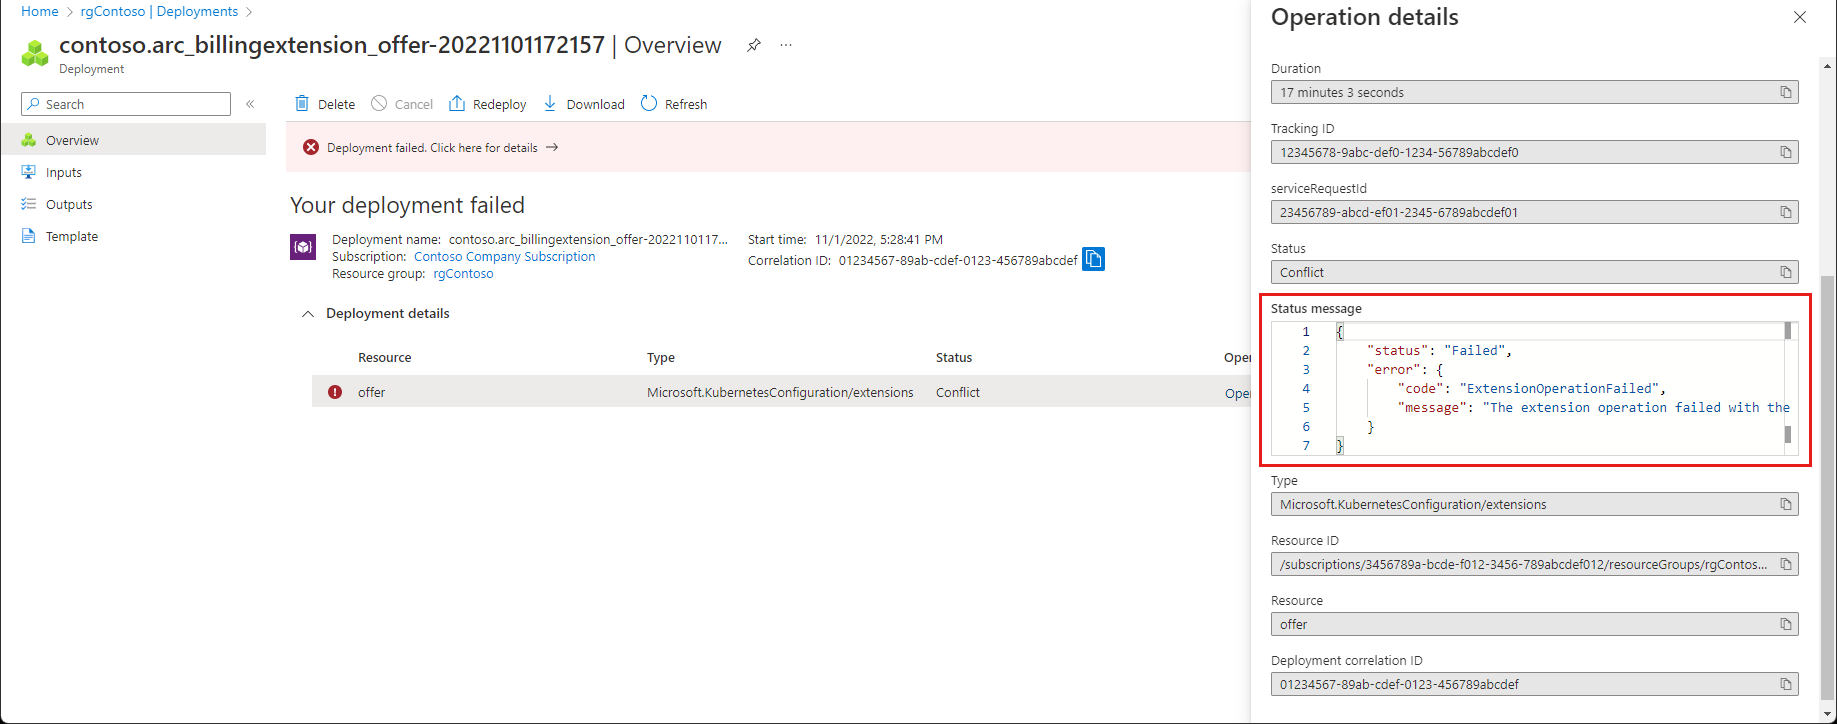 Home > rgContoso | Deployments >
contoso.arc_billingextension_offer-20221101172157 | Overview
Deployment
Search
Overview
Inputs
Outputs
Template
Delete
Cancel
Redeploy
Download
Refresh
Deployment failed. Click here for details →
Your deployment failed
Deployment name: contoso.arc_billingextension_offer-2022110117...
Subscription: Contoso Company Subscription
Resource group: rgContoso
Start time: 11/1/2022, 5:28:41 PM
Correlation ID: 01234567-89ab-cdef-0123-456789abcdef
Deployment details
Resource Type Status Oper
offer Microsoft.KubernetesConfiguration/extensions Conflict Oper
Operation details
Duration
17 minutes 3 seconds
Tracking ID
12345678-9abc-def0-1234-56789abcdef0
serviceRequestId
23456789-abcd-ef01-2345-6789abcdef01
Status
Conflict
Status message
1 {
2 "status": "Failed",
3 "error": {
4 "code": "ExtensionOperationFailed",
5 "message": "The extension operation failed with the
6 }
7 }
Type
Microsoft.KubernetesConfiguration/extensions
Resource ID
/subscriptions/3456789a-bcde-f012-3456-789abcdef012/resourceGroups/rgContos...
Resource
offer
Deployment correlation ID
01234567-89ab-cdef-0123-456789abcdef